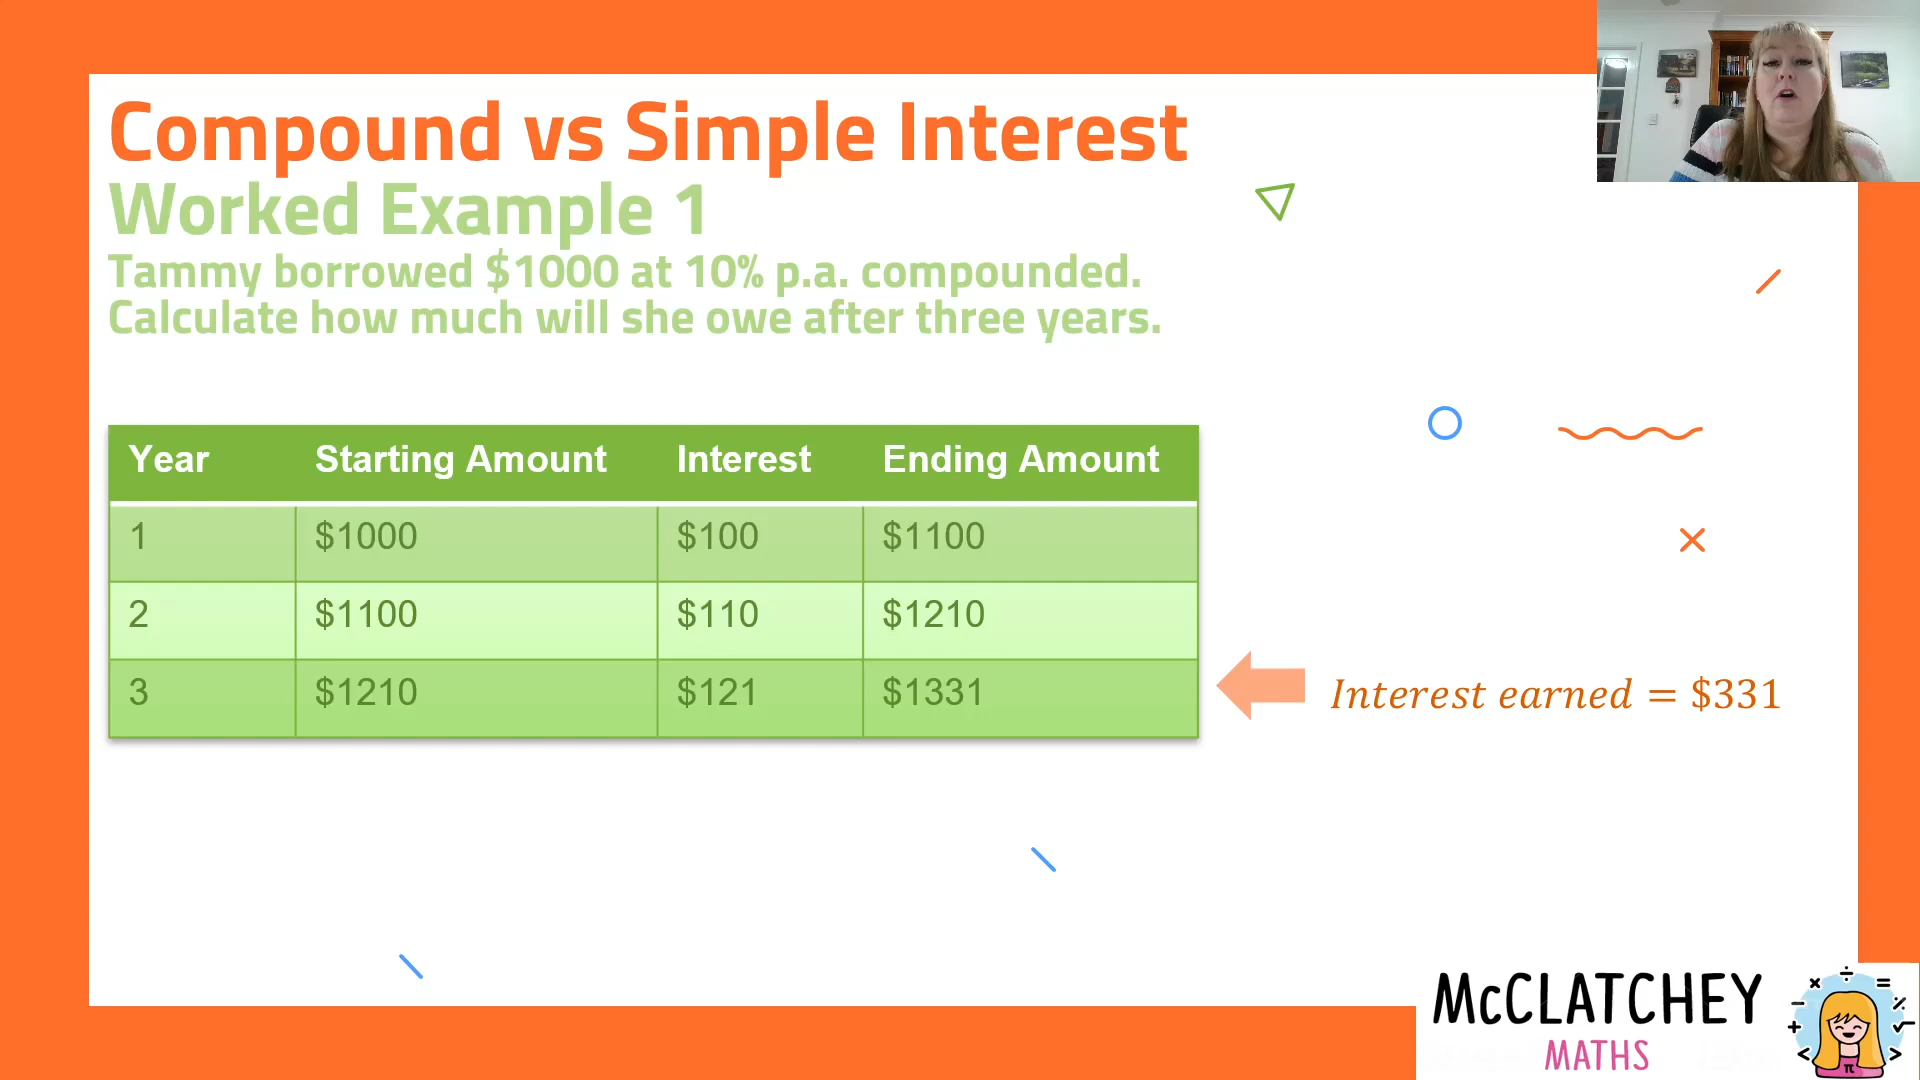 Compound vs Simple Interest
Worked Example 1
Tammy borrowed $1000 at 10% p.a. compounded.
Calculate how much will she owe after three years.
Year Starting Amount Interest Ending Amount
1 $1000 $100 $1100
2 $1100 $110 $1210
3 $1210 $121 $1331
Interest earned = $331
McCLATCHEY
MATHS